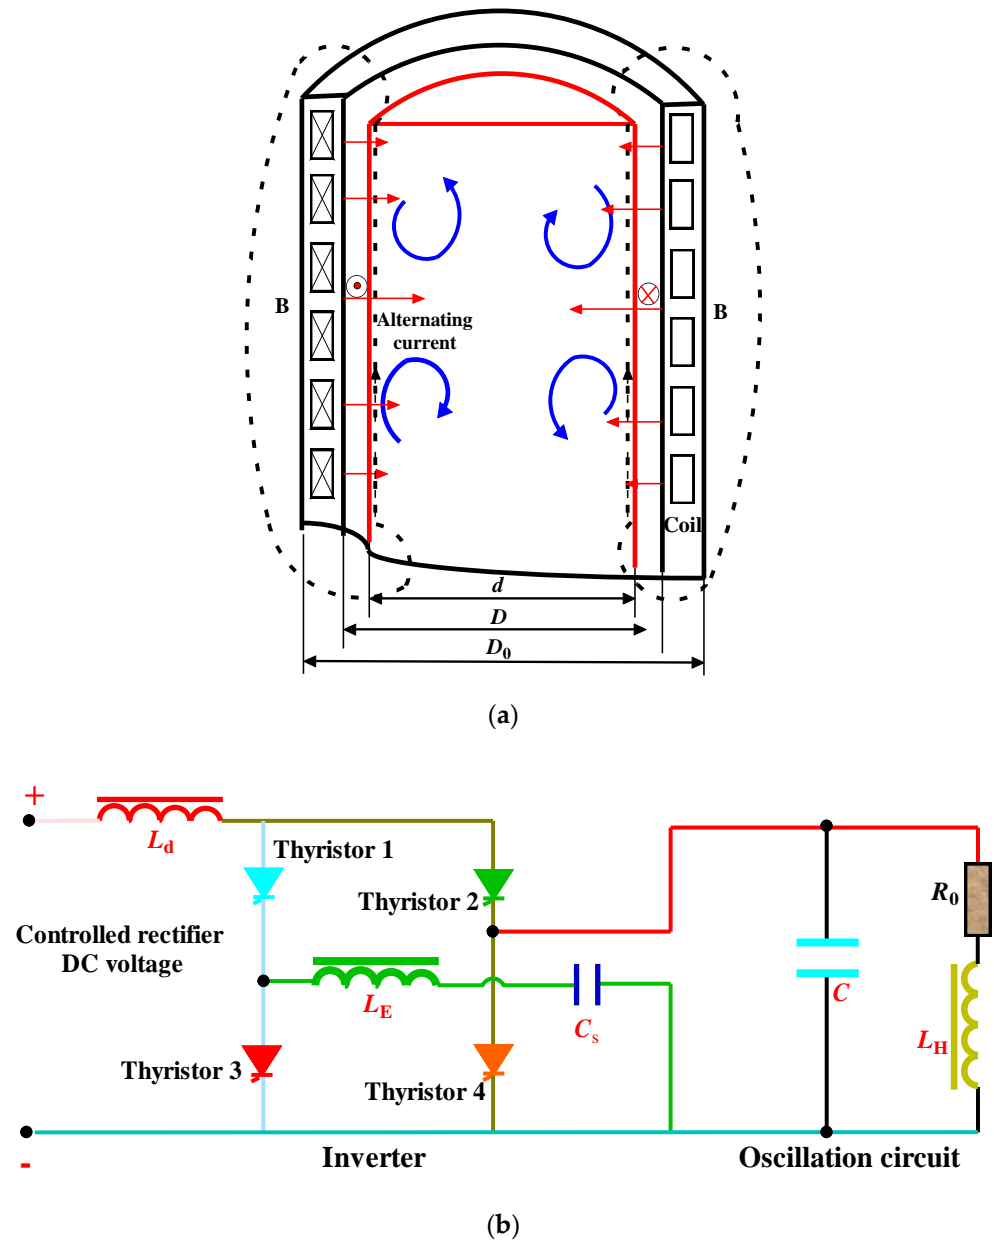 B
Alternating
current
B
Coil
d
D
D0
(a)
+
Ld
Thyristor 1
Thyristor 2
R0
Controlled rectifier
DC voltage
LE
Cs
C
LH
Thyristor 3
Thyristor 4
-
Inverter
Oscillation circuit
(b)